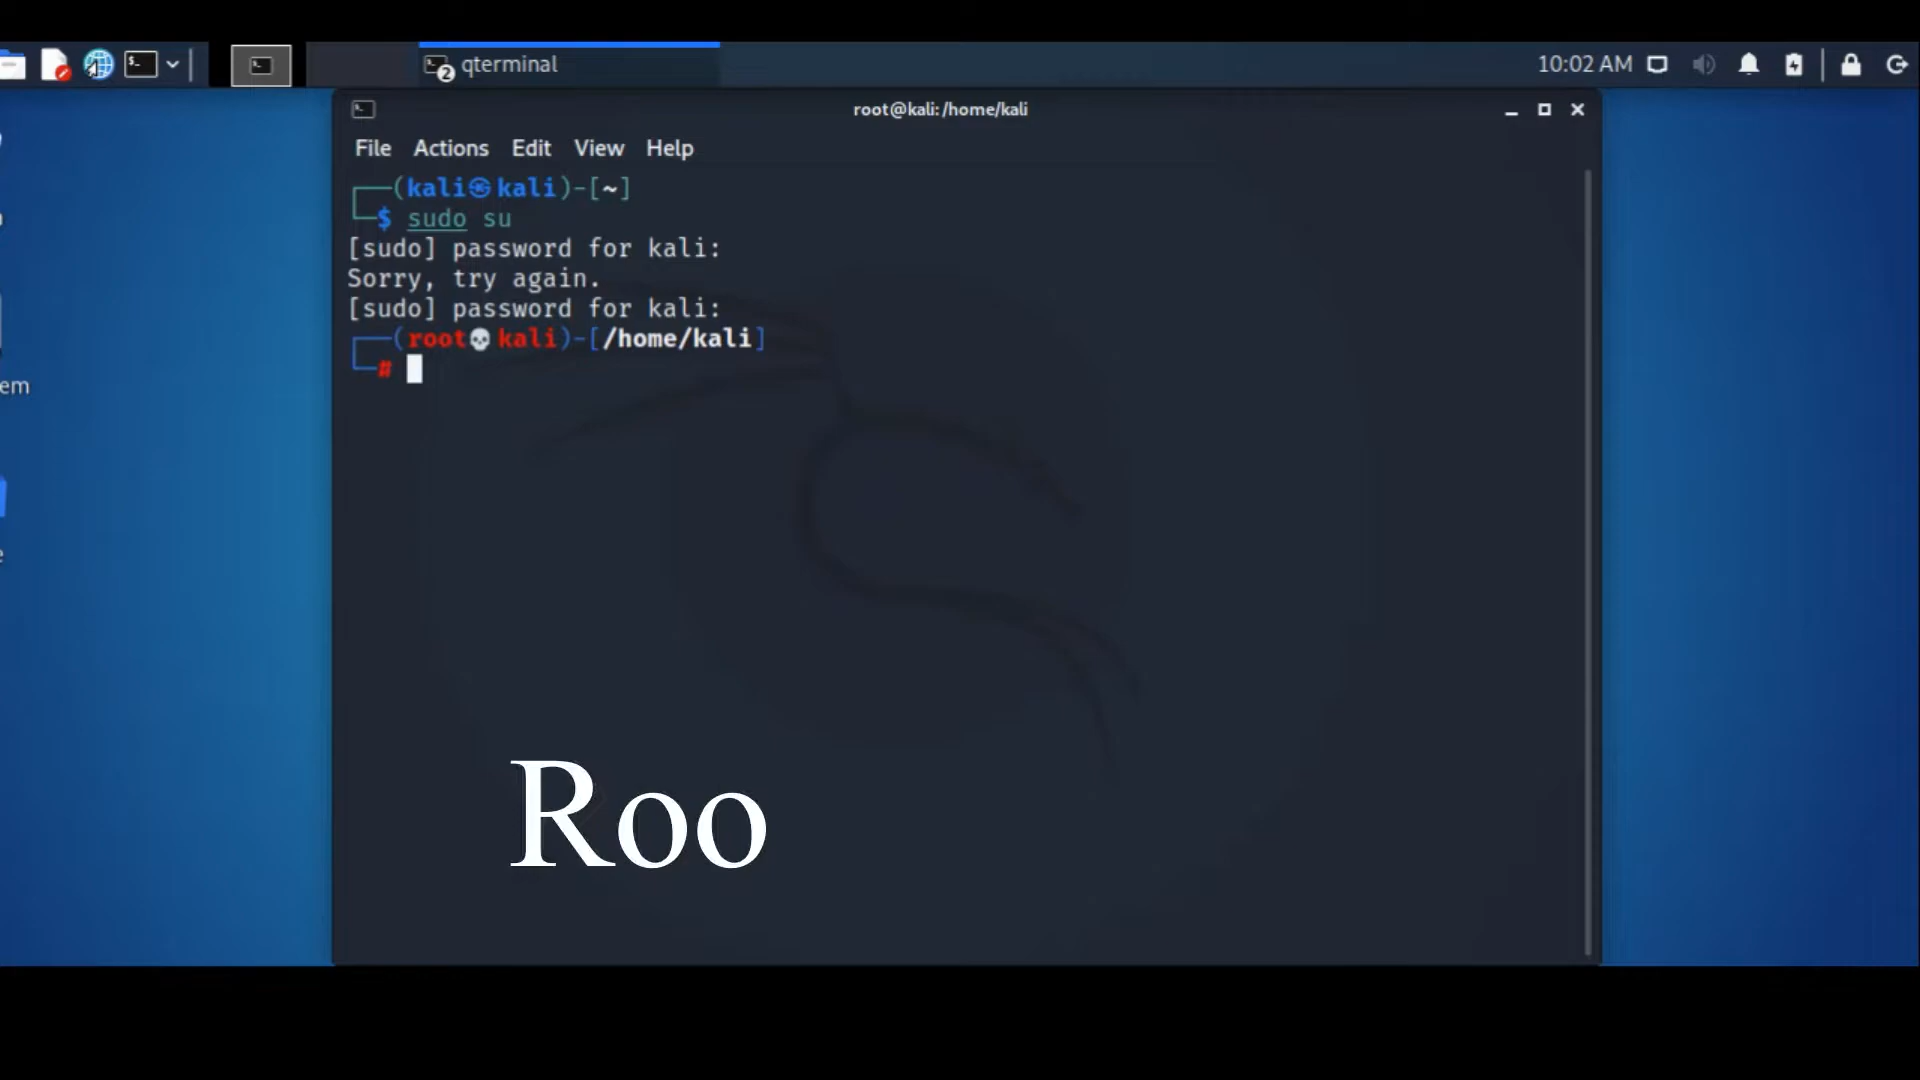 qterminal
10:02 AM
root@kali:/home/kali
File Actions Edit View Help
┌──(kali㉿kali)-[~]
└─$ sudo su
[sudo] password for kali:
Sorry, try again.
[sudo] password for kali:
┌──(root💀kali)-[/home/kali]
└─#
em
e
Roo